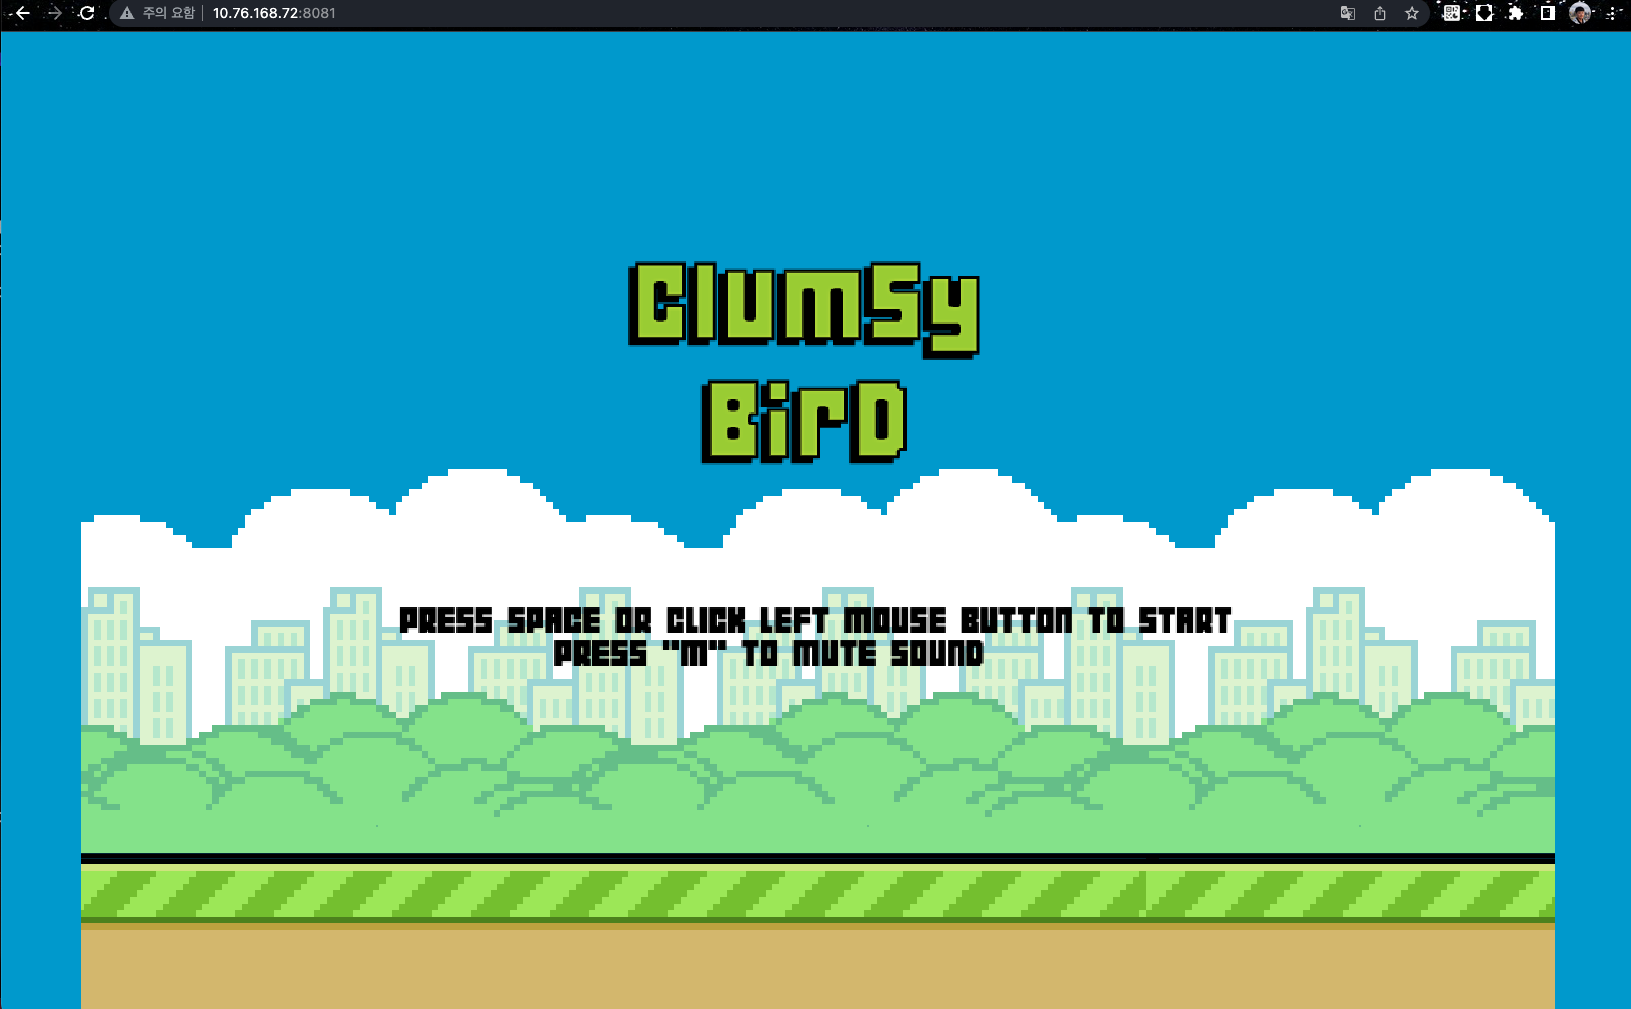 주의 요함 10.76.168.72:8081
ClumSy
BirD
PRESS SPACE OR CLICK LEFT MOUSE BUTTON TO START
PRESS "M" TO MUTE SOUND